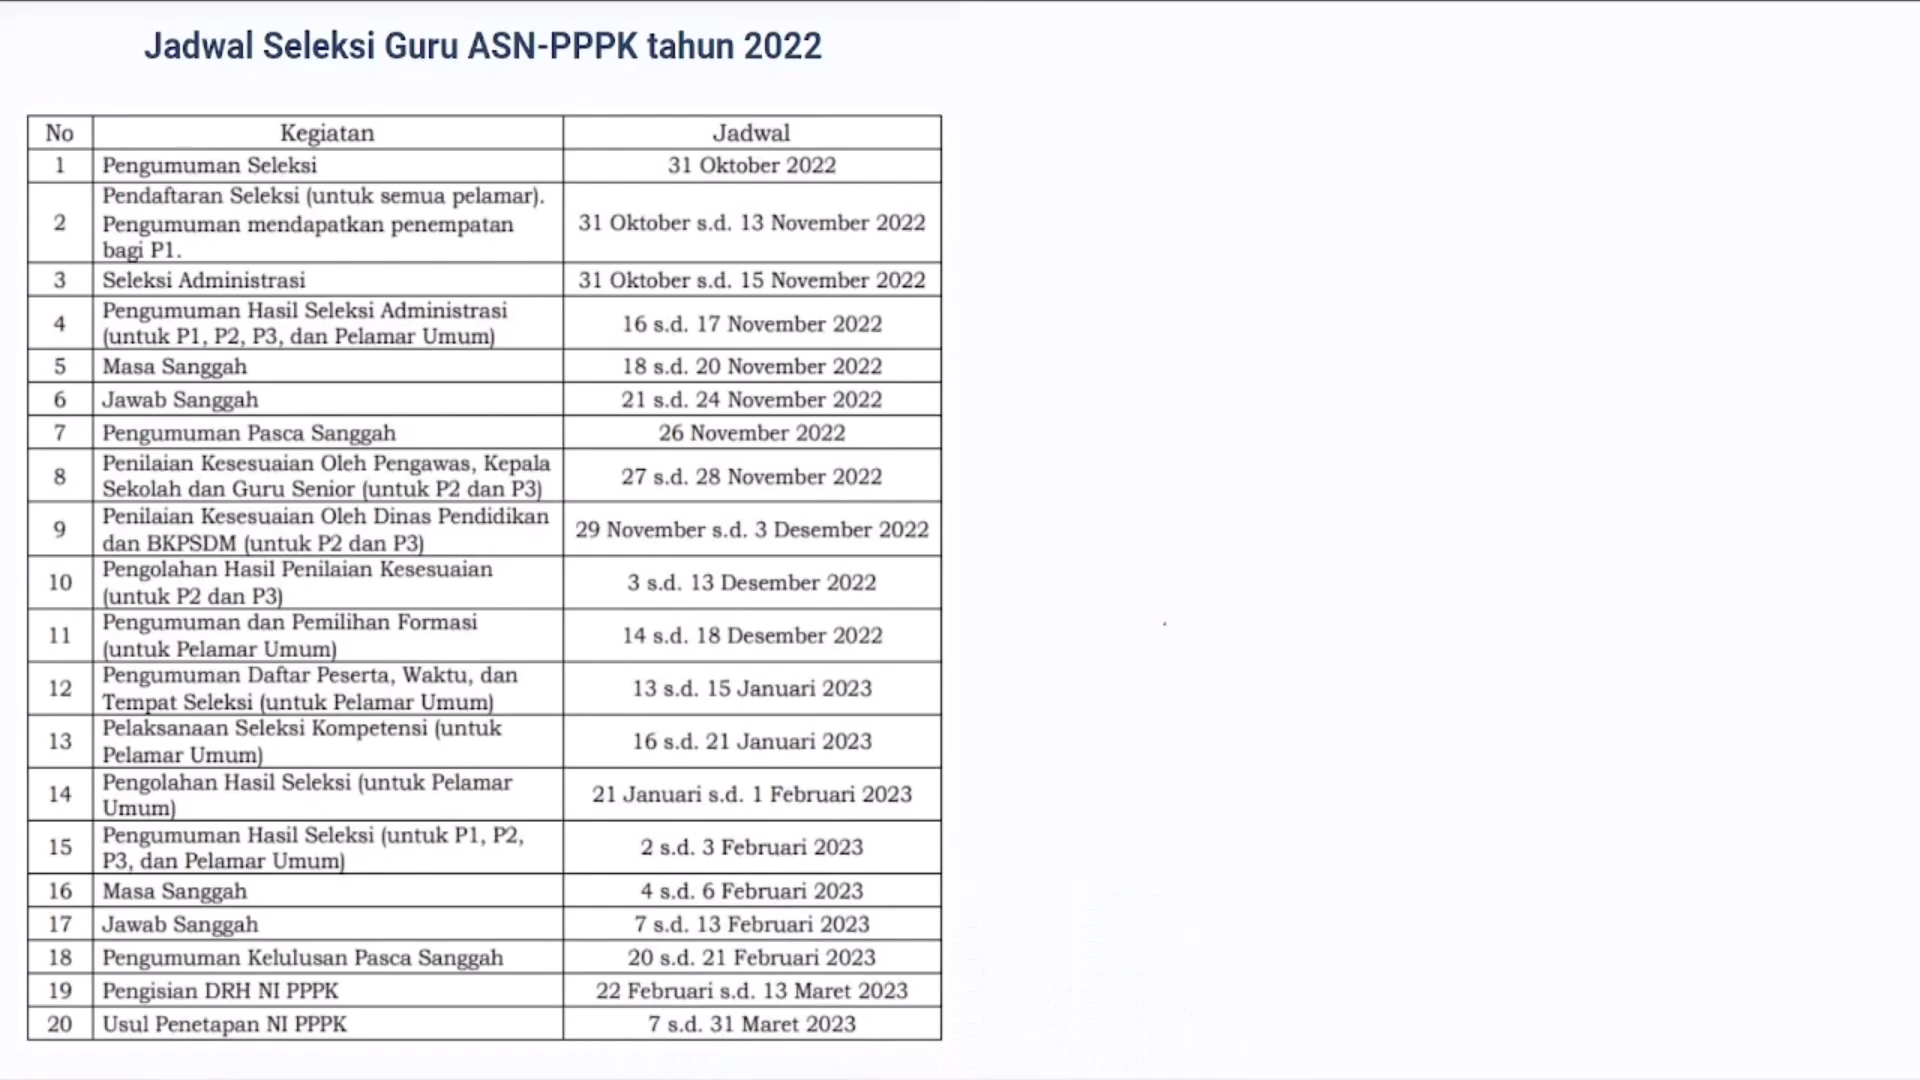 Jadwal Seleksi Guru ASN-PPPK tahun 2022
No Kegiatan Jadwal
1 Pengumuman Seleksi 31 Oktober 2022
Pendaftaran Seleksi (untuk semua pelamar).
2 Pengumuman mendapatkan penempatan 31 Oktober s.d. 13 November 2022
bagi P1.
3 Seleksi Administrasi 31 Oktober s.d. 15 November 2022
4 Pengumuman Hasil Seleksi Administrasi 16 s.d. 17 November 2022
(untuk P1, P2, P3, dan Pelamar Umum)
5 Masa Sanggah 18 s.d. 20 November 2022
6 Jawab Sanggah 21 s.d. 24 November 2022
7 Pengumuman Pasca Sanggah 26 November 2022
8 Penilaian Kesesuaian Oleh Pengawas, Kepala 27 s.d. 28 November 2022
Sekolah dan Guru Senior (untuk P2 dan P3)
9 Penilaian Kesesuaian Oleh Dinas Pendidikan 29 November s.d. 3 Desember 2022
dan BKPSDM (untuk P2 dan P3)
10 Pengolahan Hasil Penilaian Kesesuaian 3 s.d. 13 Desember 2022
(untuk P2 dan P3)
11 Pengumuman dan Pemilihan Formasi 14 s.d. 18 Desember 2022
(untuk Pelamar Umum)
12 Pengumuman Daftar Peserta, Waktu, dan 13 s.d. 15 Januari 2023
Tempat Seleksi (untuk Pelamar Umum)
13 Pelaksanaan Seleksi Kompetensi (untuk 16 s.d. 21 Januari 2023
Pelamar Umum)
14 Pengolahan Hasil Seleksi (untuk Pelamar 21 Januari s.d. 1 Februari 2023
Umum)
15 Pengumuman Hasil Seleksi (untuk P1, P2, 2 s.d. 3 Februari 2023
P3, dan Pelamar Umum)
16 Masa Sanggah 4 s.d. 6 Februari 2023
17 Jawab Sanggah 7 s.d. 13 Februari 2023
18 Pengumuman Kelulusan Pasca Sanggah 20 s.d. 21 Februari 2023
19 Pengisian DRH NI PPPK 22 Februari s.d. 13 Maret 2023
20 Usul Penetapan NI PPPK 7 s.d. 31 Maret 2023